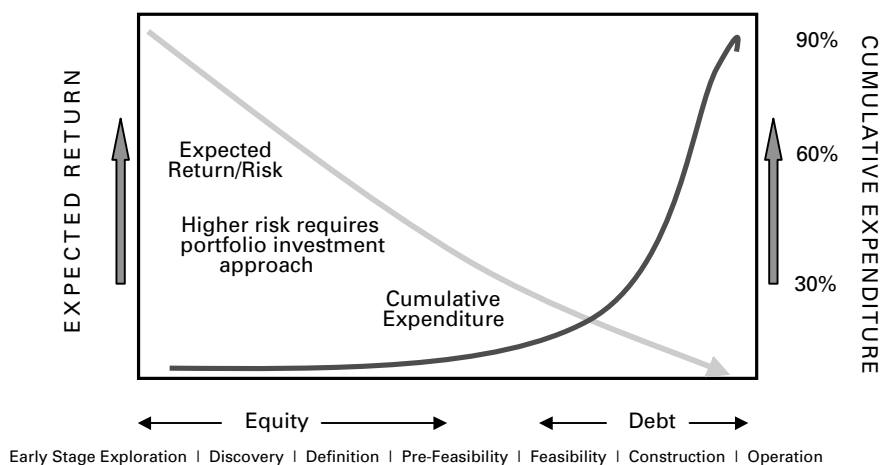 90%
60%
30%
EXPECTED RETURN
CUMULATIVE EXPENDITURE
Expected
Return/Risk
Higher risk requires
portfolio investment
approach
Cumulative
Expenditure
Equity
Debt
Early Stage Exploration | Discovery | Definition | Pre-Feasibility | Feasibility | Construction | Operation